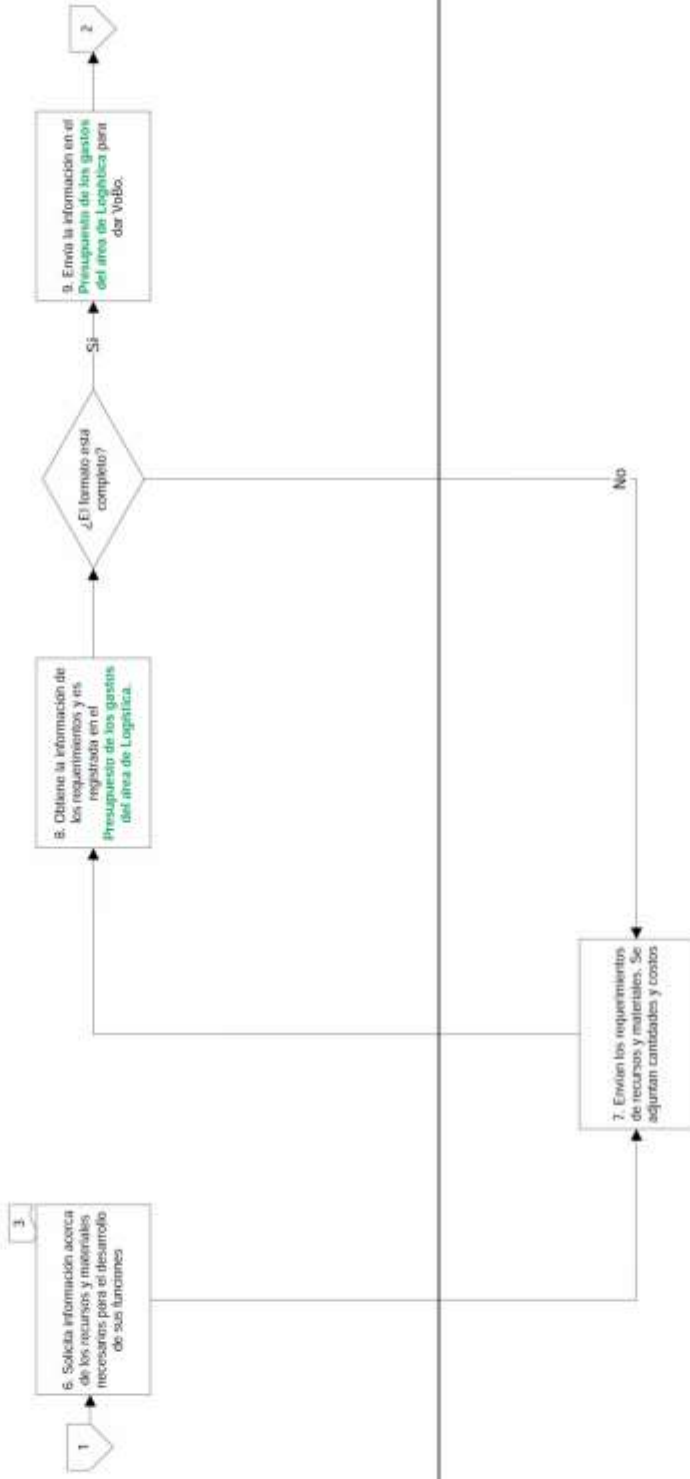 1
3
6. Solicita información acerca
de los recursos y materiales
necesarios para el desarrollo
de sus funciones
7. Envían los requerimientos
de recursos y materiales. Se
adjuntan cantidades y costos
8. Obtiene la información de
los requerimientos y es
registrada en el
Presupuesto de los gastos
del área de Logística.
¿El formato está
completo?
Si
No
9. Envía la información en el
Presupuesto de los gastos
del área de Logística para
dar VoBo.
2